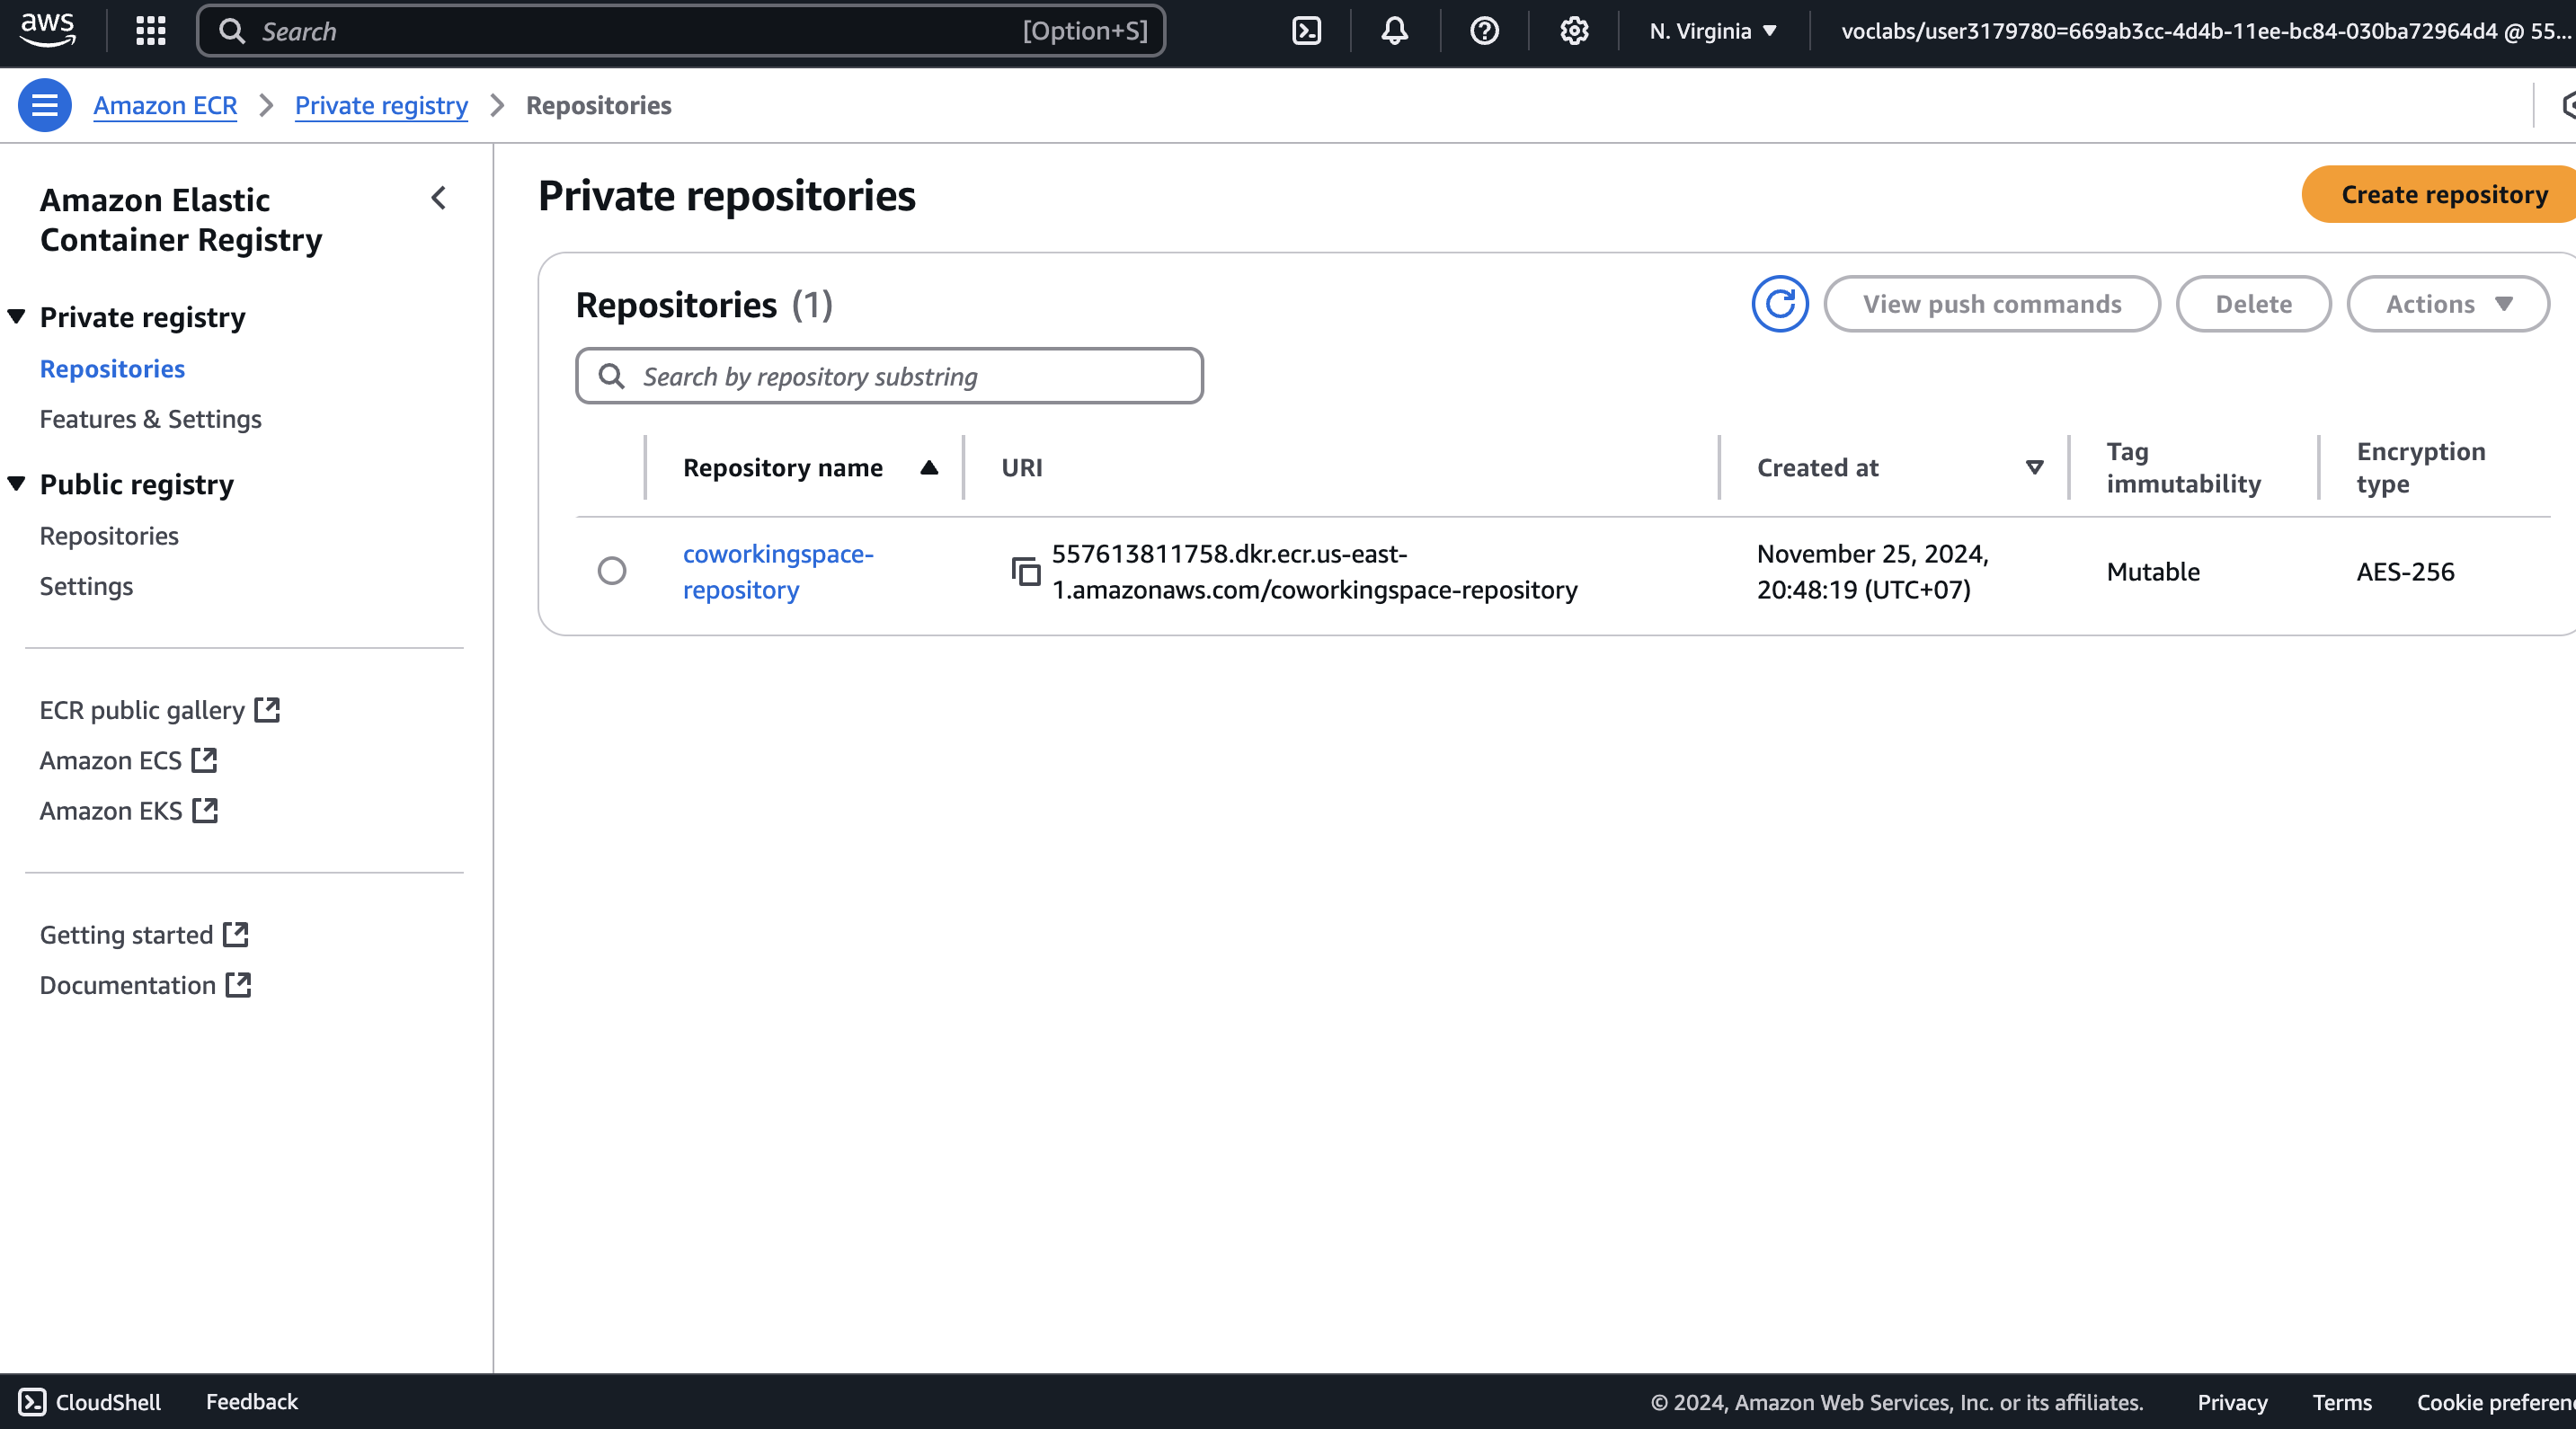 aws
Search [Option+S]
N. Virginia
voclabs/user3179780=669ab3cc-4d4b-11ee-bc84-030ba72964d4 @ 55...
Amazon ECR
Private registry
Repositories
Amazon Elastic
Container Registry
Private registry
Repositories
Features & Settings
Public registry
Repositories
Settings
ECR public gallery
Amazon ECS
Amazon EKS
Getting started
Documentation
Private repositories
Create repository
Repositories (1)
View push commands
Delete
Actions
Search by repository substring
Repository name
URI
Created at
Tag
immutability
Encryption
type
coworkingspace-
repository
557613811758.dkr.ecr.us-east-
1.amazonaws.com/coworkingspace-repository
November 25, 2024,
20:48:19 (UTC+07)
Mutable
AES-256
CloudShell
Feedback
© 2024, Amazon Web Services, Inc. or its affiliates.
Privacy
Terms
Cookie preferen